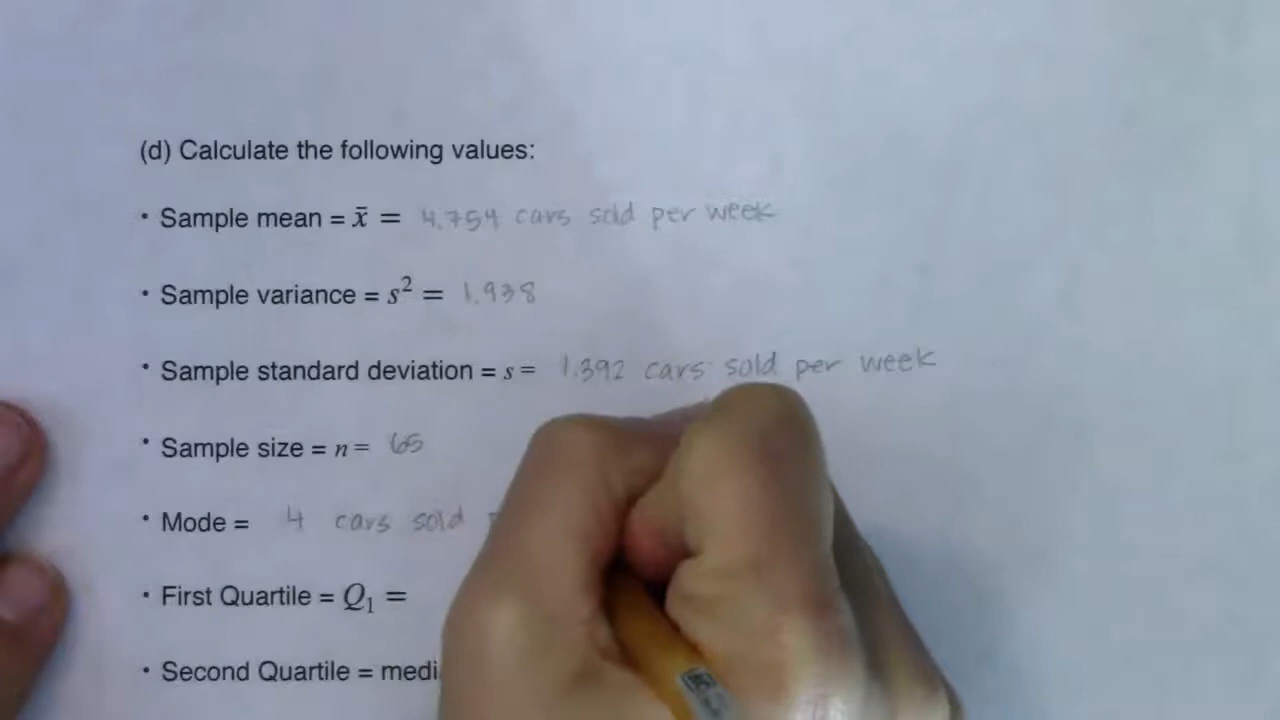 (d) Calculate the following values:
• Sample mean = x̄ = 4.754 cars sold per week
• Sample variance = s² = 1.938
• Sample standard deviation = s = 1.392 cars sold per week
• Sample size = n = 65
• Mode = 4 cars sold
• First Quartile = Q₁ =
• Second Quartile = medi